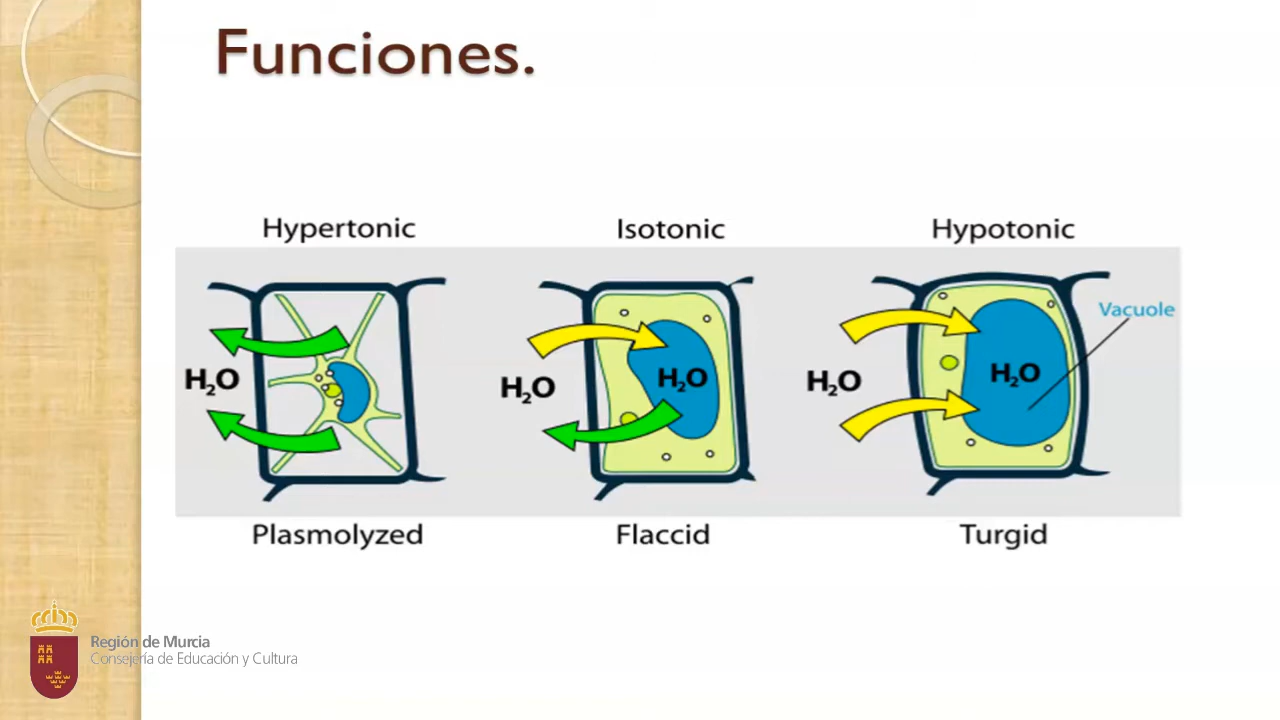 Funciones.
Hypertonic
Isotonic
Hypotonic
Vacuole
H₂O
H₂O
H₂O
H₂O
H₂O
Plasmolyzed
Flaccid
Turgid
Región de Murcia
Consejería de Educación y Cultura